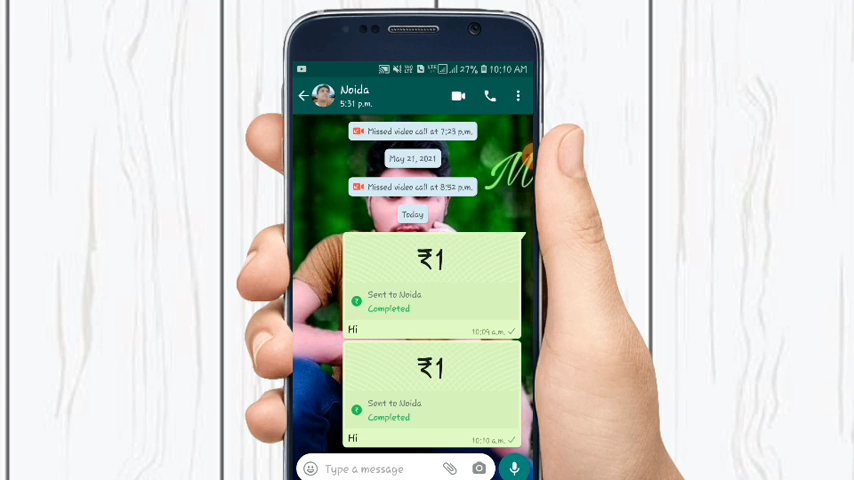 LTE 27% 10:10 AM
Noida
5:31 p.m.
Missed video call at 7:23 p.m.
May 21, 2021
Missed video call at 8:52 p.m.
M
Today
₹1
Sent to Noida
Completed
Hi
10:09 a.m.
₹1
Sent to Noida
Completed
Hi
10:10 a.m.
Type a message